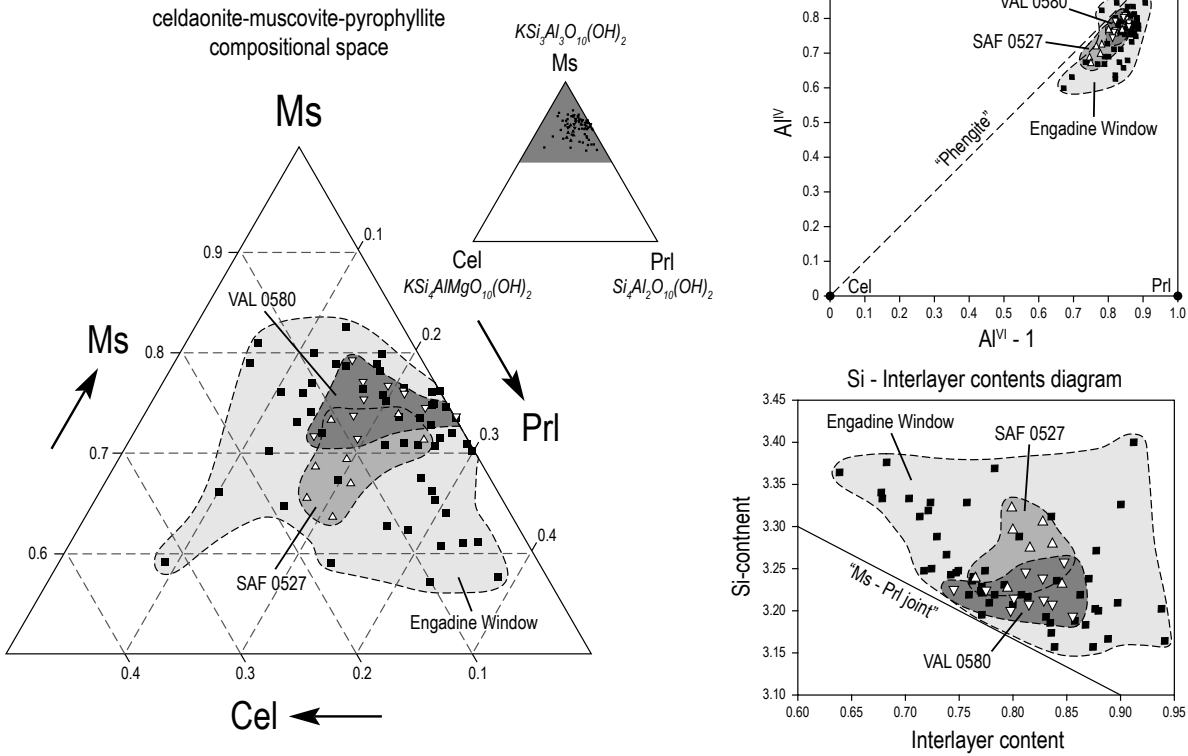 celdaonite-muscovite-pyrophyllite
compositional space
KSi3Al3O10(OH)2
Ms
Cel
KSi4AlMgO10(OH)2
Prl
Si4Al2O10(OH)2
Ms
0.9
0.1
VAL 0580
0.2
0.8
Ms
Prl
0.3
0.7
0.4
0.6
SAF 0527
Engadine Window
0.4
0.3
0.2
0.1
Cel
VAL 0580
SAF 0527
Engadine Window
"Phengite"
AlIV
0.8
0.7
0.6
0.5
0.4
0.3
0.2
0.1
0
Cel
Prl
0 0.1 0.2 0.3 0.4 0.5 0.6 0.7 0.8 0.9 1.0
AlVI - 1
Si - Interlayer contents diagram
3.45
3.40
3.35
3.30
3.25
3.20
3.15
3.10
Si-contnent
Engadine Window
SAF 0527
"Ms - Prl joint"
VAL 0580
0.60 0.65 0.70 0.75 0.80 0.85 0.90 0.95
Interlayer content